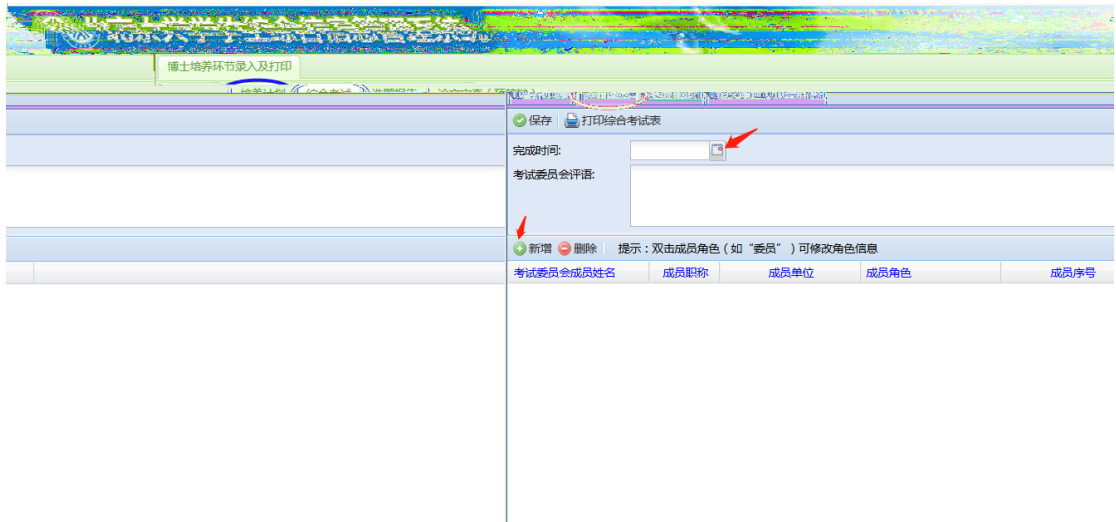 博士培养环节录入及打印
保存 打印综合考试表
完成时间:
考试委员会评语:
新增 删除 提示：双击成员角色（如“委员”）可修改角色信息
考试委员会成员姓名 成员职称 成员单位 成员角色 成员序号